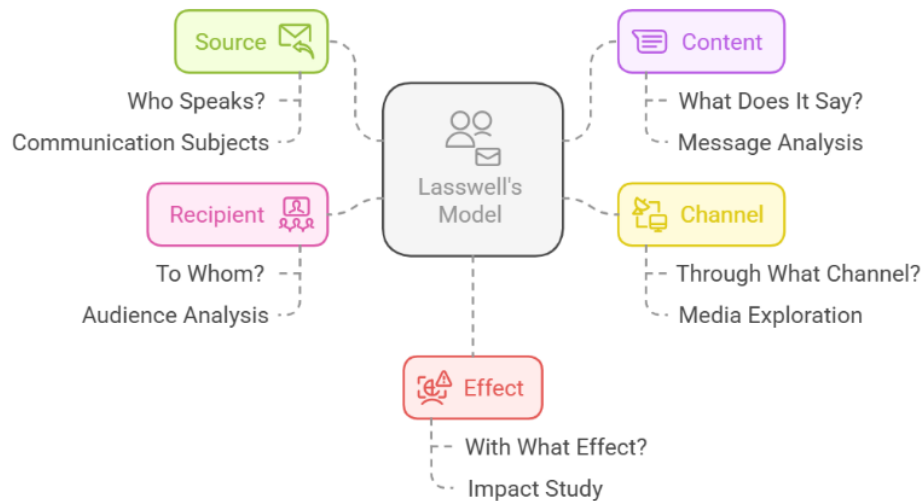 Source
Who Speaks?
Communication Subjects
Content
What Does It Say?
Message Analysis
Lasswell's
Model
Recipient
To Whom?
Audience Analysis
Channel
Through What Channel?
Media Exploration
Effect
With What Effect?
Impact Study